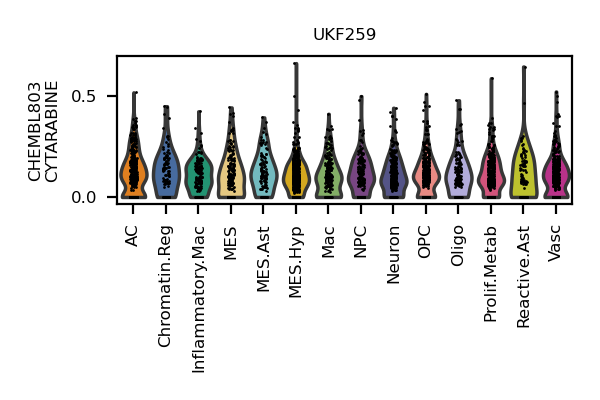 UKF259
CHEMBL803
CYTARABINE
0.5
0.0
AC
Chromatin.Reg
Inflammatory.Mac
MES
MES.Ast
MES.Hyp
Mac
NPC
Neuron
OPC
Oligo
Prolif.Metab
Reactive.Ast
Vasc